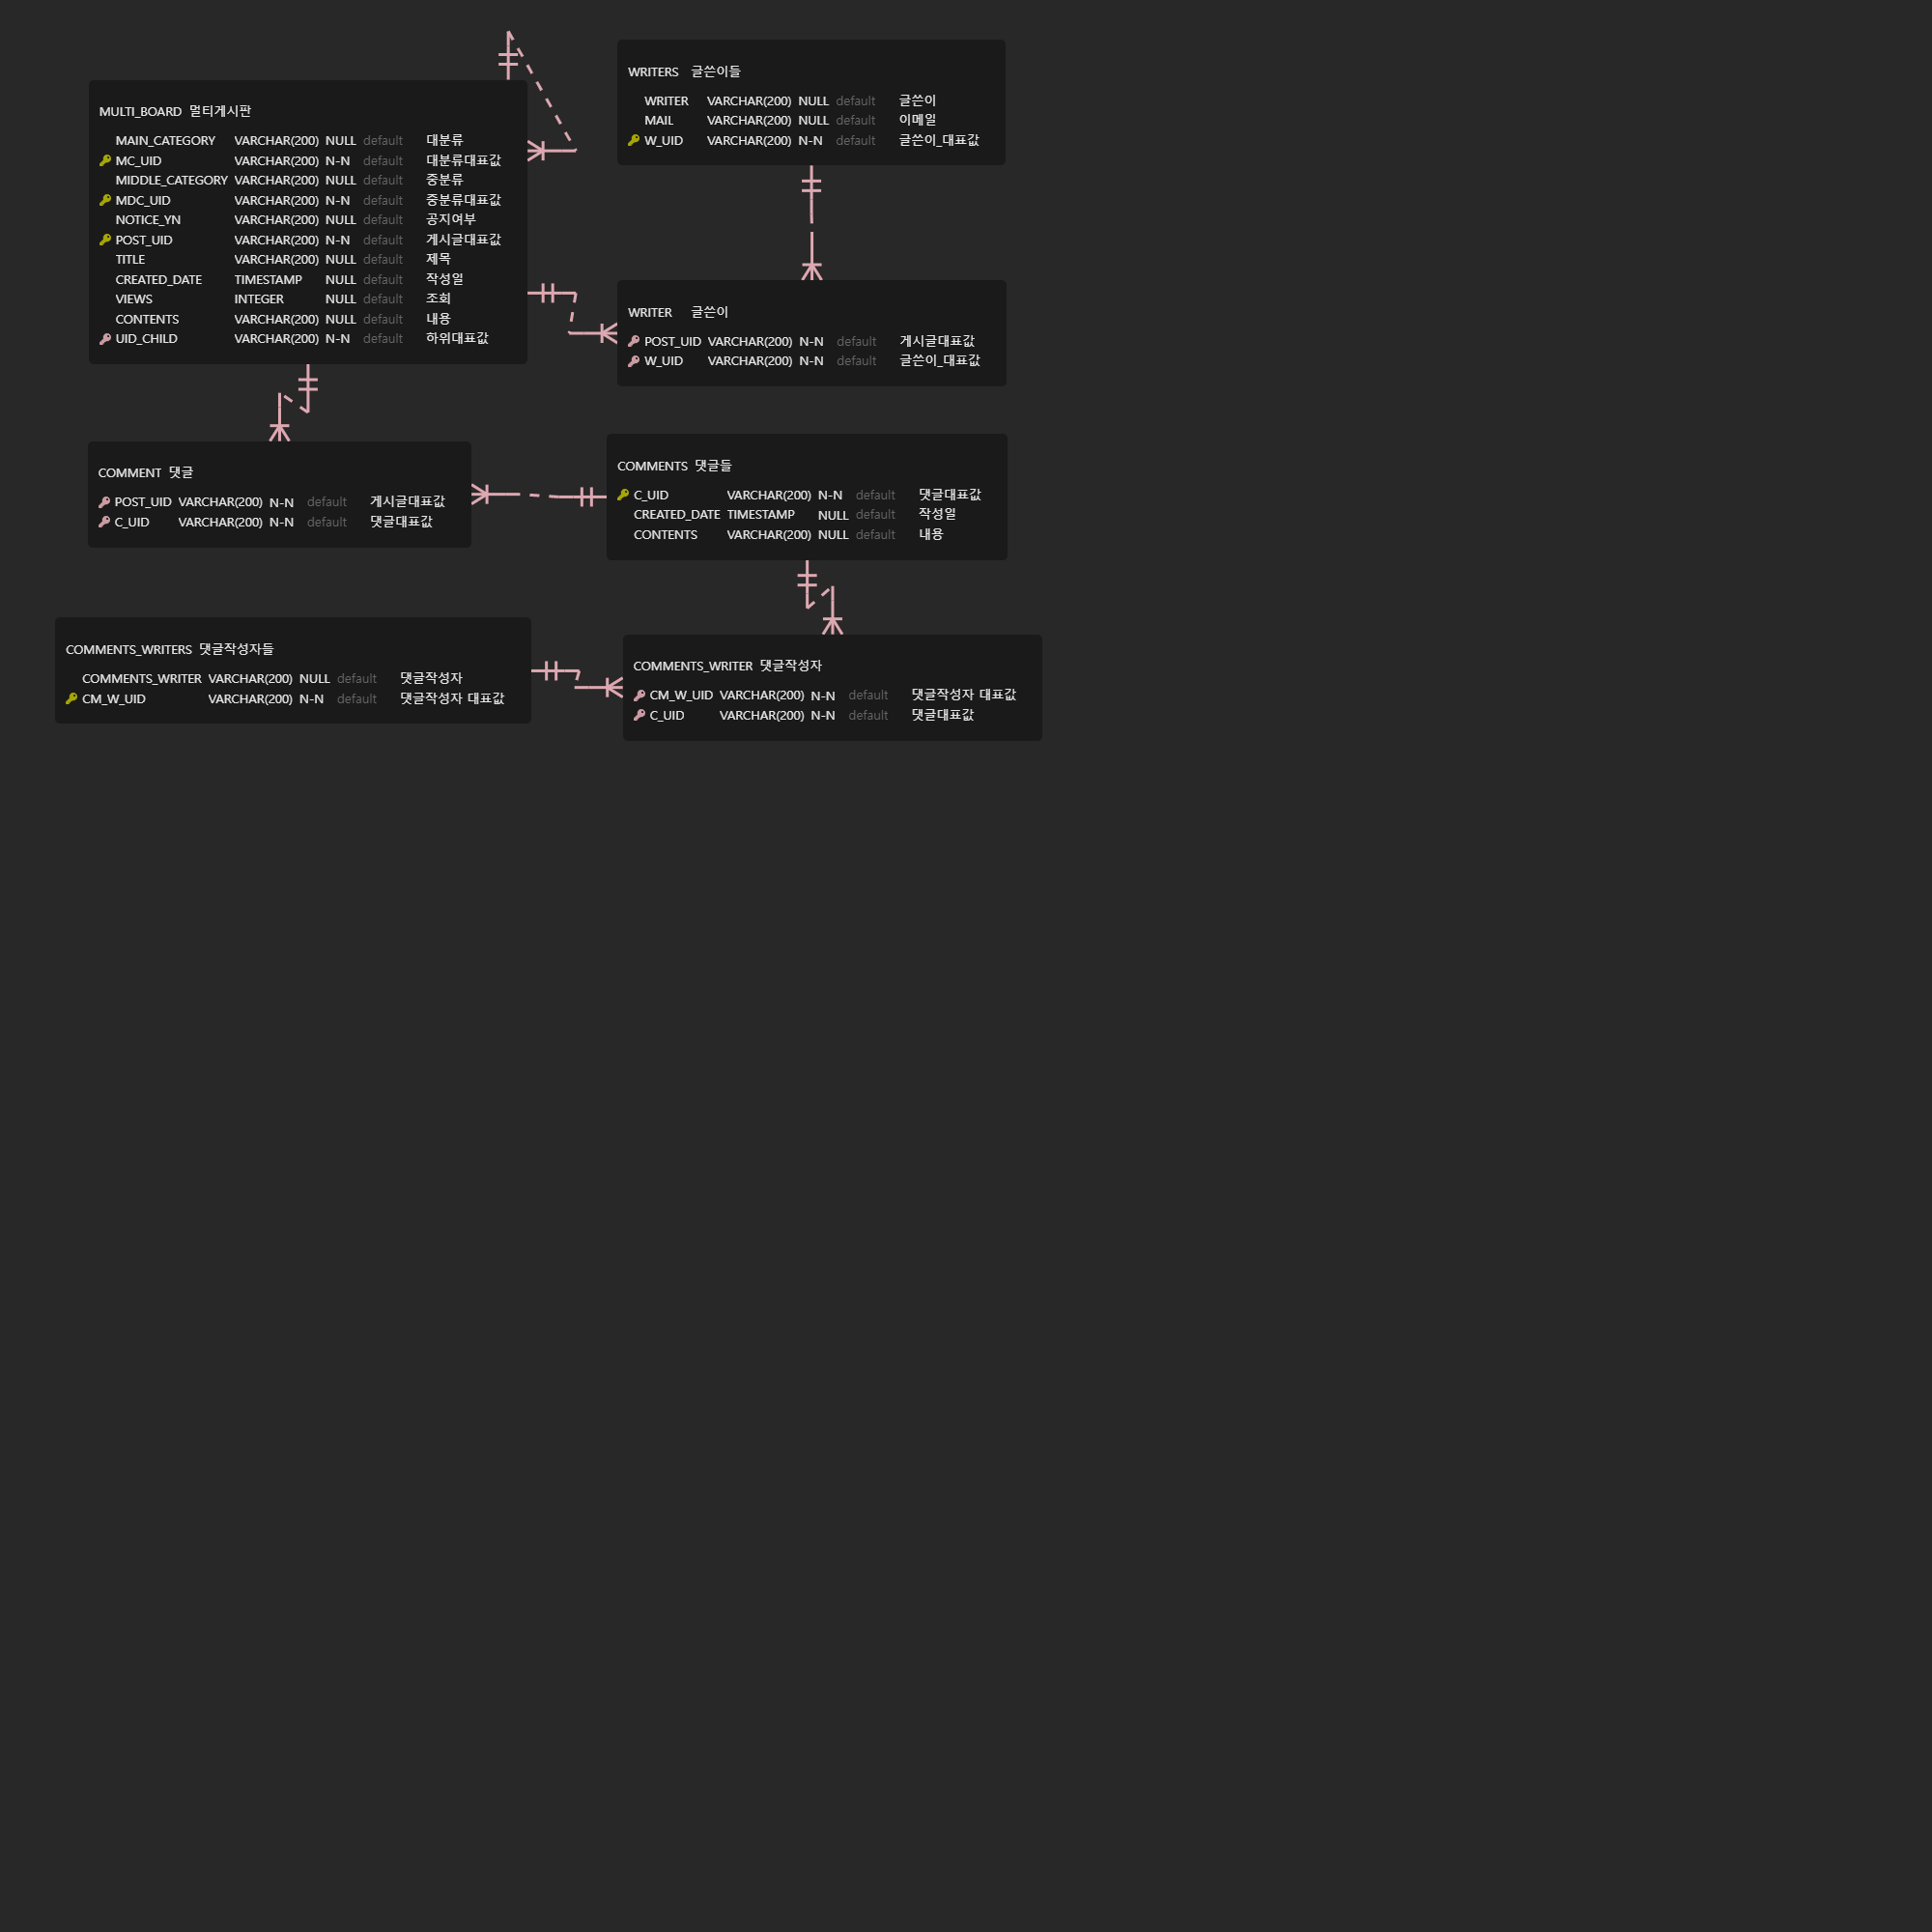 MULTI_BOARD 멀티게시판
MAIN_CATEGORY VARCHAR(200) NULL default 대분류
MC_UID VARCHAR(200) N-N default 대분류대표값
MIDDLE_CATEGORY VARCHAR(200) NULL default 중분류
MDC_UID VARCHAR(200) N-N default 중분류대표값
NOTICE_YN VARCHAR(200) NULL default 공지여부
POST_UID VARCHAR(200) N-N default 게시글대표값
TITLE VARCHAR(200) NULL default 제목
CREATED_DATE TIMESTAMP NULL default 작성일
VIEWS INTEGER NULL default 조회
CONTENTS VARCHAR(200) NULL default 내용
UID_CHILD VARCHAR(200) N-N default 하위대표값
WRITERS 글쓴이들
WRITER VARCHAR(200) NULL default 글쓴이
MAIL VARCHAR(200) NULL default 이메일
W_UID VARCHAR(200) N-N default 글쓴이_대표값
WRITER 글쓴이
POST_UID VARCHAR(200) N-N default 게시글대표값
W_UID VARCHAR(200) N-N default 글쓴이_대표값
COMMENT 댓글
POST_UID VARCHAR(200) N-N default 게시글대표값
C_UID VARCHAR(200) N-N default 댓글대표값
COMMENTS 댓글들
C_UID VARCHAR(200) N-N default 댓글대표값
CREATED_DATE TIMESTAMP NULL default 작성일
CONTENTS VARCHAR(200) NULL default 내용
COMMENTS_WRITERS 댓글작성자들
COMMENTS_WRITER VARCHAR(200) NULL default 댓글작성자
CM_W_UID VARCHAR(200) N-N default 댓글작성자 대표값
COMMENTS_WRITER 댓글작성자
CM_W_UID VARCHAR(200) N-N default 댓글작성자 대표값
C_UID VARCHAR(200) N-N default 댓글대표값